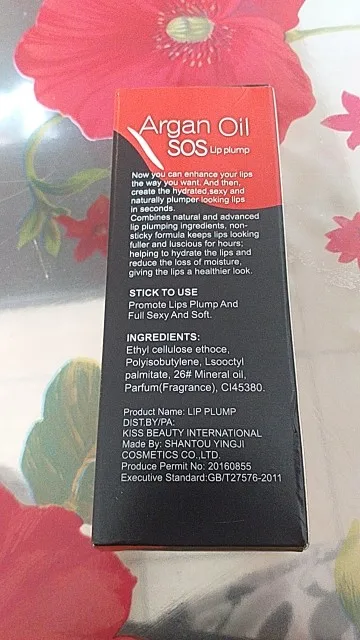 Argan Oil
SOS Lip plump
Now you can enhance your lips
the way you want. And then,
create the hydrated,sexy and
naturally plumper looking lips
in seconds.
Combines natural and advanced
lip plumping ingredients, non-
sticky formula keeps lips looking
fuller and luscious for hours;
helping to hydrate the lips and
reduce the loss of moisture,
giving the lips a healthier look.
STICK TO USE
Promote Lips Plump And
Full Sexy And Soft.
INGREDIENTS:
Ethyl cellulose ethoce,
Polyisobutylene, Lsooctyl
palmitate, 26# Mineral oil,
Parfum(Fragrance), CI45380.
Product Name: LIP PLUMP
DIST.BY/PA:
KISS BEAUTY INTERNATIONAL
Made By: SHANTOU YINGJI
COSMETICS CO.,LTD.
Produce Permit No: 20160855
Executive Standard:GB/T27576-2011